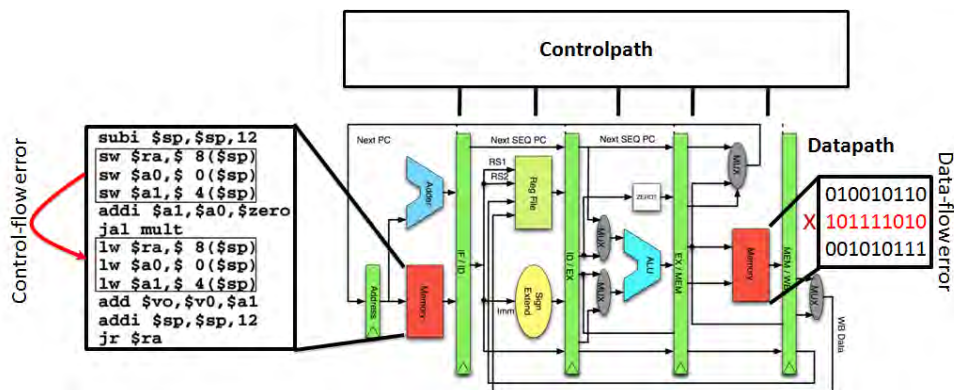 Controlpath
Control-flowerror
subi $sp,$sp,12
sw $ra,$ 8($sp)
sw $a0,$ 0($sp)
sw $a1,$ 4($sp)
addi $a1,$a0,$zero
jal mult
lw $ra,$ 8($sp)
lw $a0,$ 0($sp)
lw $a1,$ 4($sp)
add $vo,$v0,$a1
addi $sp,$sp,12
jr $ra
Next PC
Next SEQ PC
Next SEQ PC
Adder
RS1
RS2
Reg File
ZERO?
MUX
MUX
MUX
ALU
Address
Memory
IF / ID
Imm
Sign
Extend
ID / EX
EX / MEM
Memory
MEM / WB
MUX
WB Data
Datapath
010010110
X 101111010
001010111
Data-flowerror